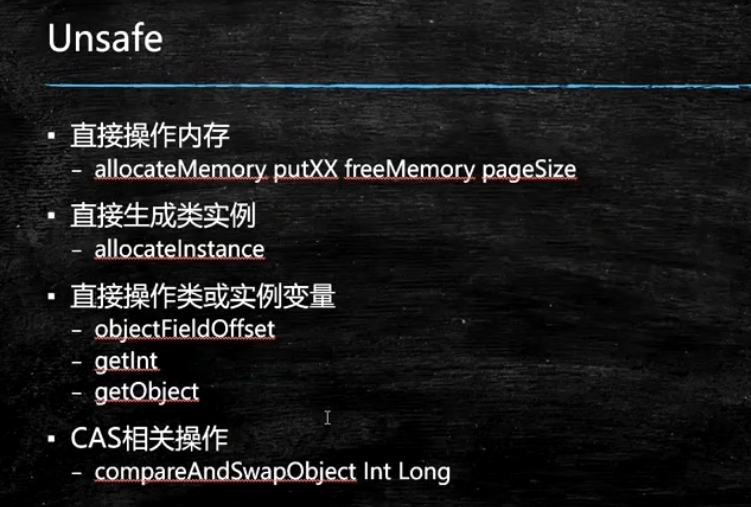 Unsafe
▪ 直接操作内存
– allocateMemory putXX freeMemory pageSize
▪ 直接生成类实例
– allocateInstance
▪ 直接操作类或实例变量
– objectFieldOffset
– getInt
– getObject
▪ CAS相关操作
– compareAndSwapObject Int Long